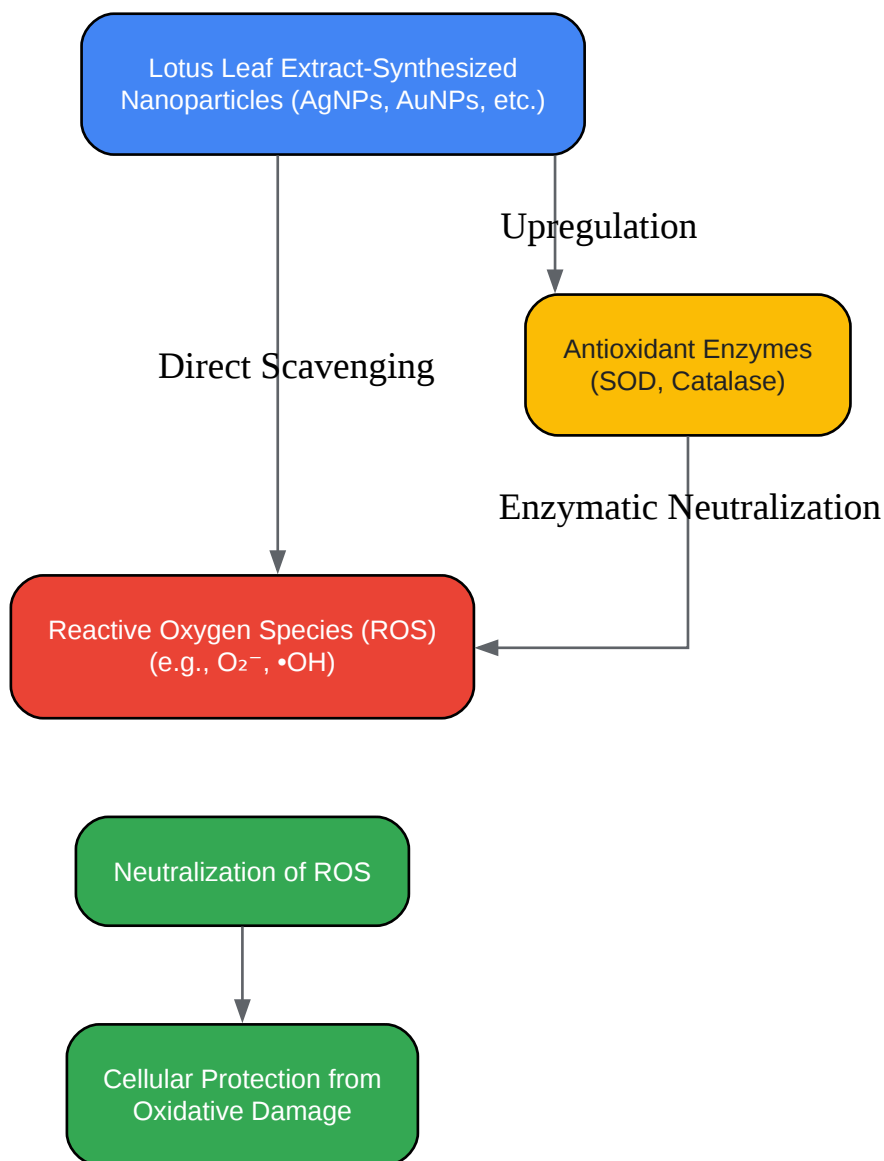 Lotus Leaf Extract-Synthesized
Nanoparticles (AgNPs, AuNPs, etc.)
Upregulation
Antioxidant Enzymes
(SOD, Catalase)
Direct Scavenging
Enzymatic Neutralization
Reactive Oxygen Species (ROS)
(e.g., O₂⁻, •OH)
Neutralization of ROS
Cellular Protection from
Oxidative Damage